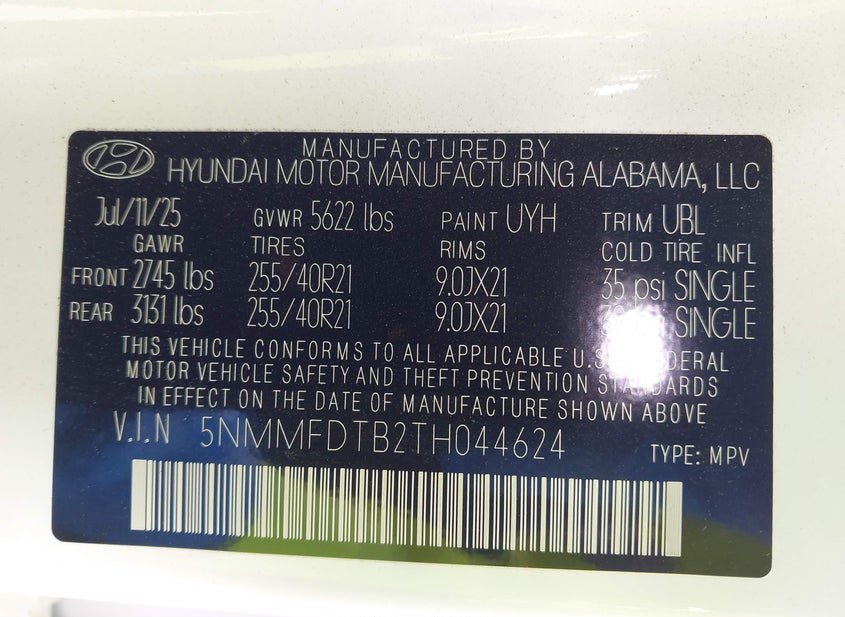 MANUFACTURED BY
HYUNDAI MOTOR MANUFACTURING ALABAMA, LLC
Jul/11/25 GVWR 5622 lbs PAINT UYH TRIM UBL
GAWR TIRES RIMS COLD TIRE INFL
FRONT 2745 lbs 255/40R21 9.0JX21 35 psi SINGLE
REAR 3131 lbs 255/40R21 9.0JX21 SINGLE
THIS VEHICLE CONFORMS TO ALL APPLICABLE U.S. FEDERAL
MOTOR VEHICLE SAFETY AND THEFT PREVENTION STANDARDS
IN EFFECT ON THE DATE OF MANUFACTURE SHOWN ABOVE
V.I.N 5NMMFDTB2TH044624 TYPE: MPV